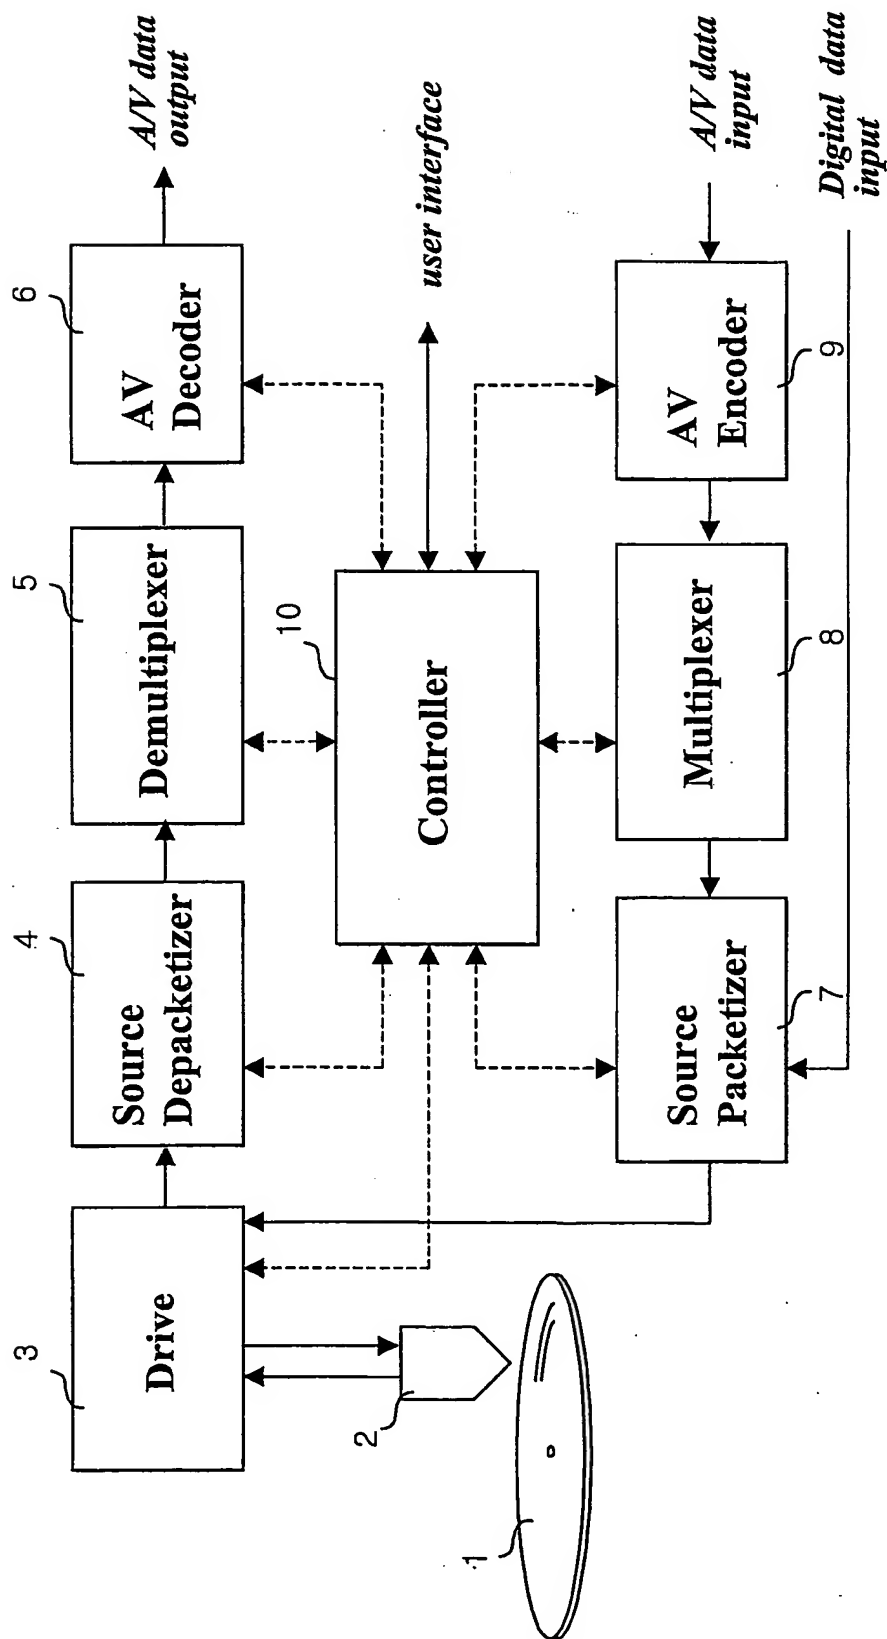 3
Drive
4
Source
Depacketizer
5
Demultiplexer
6
AV
Decoder
A/V data
output
10
Controller
user interface
2
1
Source
Packetizer
7
Multiplexer
8
AV
Encoder
9
A/V data
input
Digital data
input